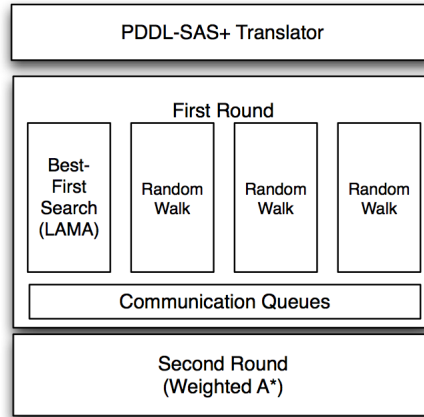 PDDL-SAS+ Translator
First Round
Best-
First
Search
(LAMA)
Random
Walk
Random
Walk
Random
Walk
Communication Queues
Second Round
(Weighted A*)